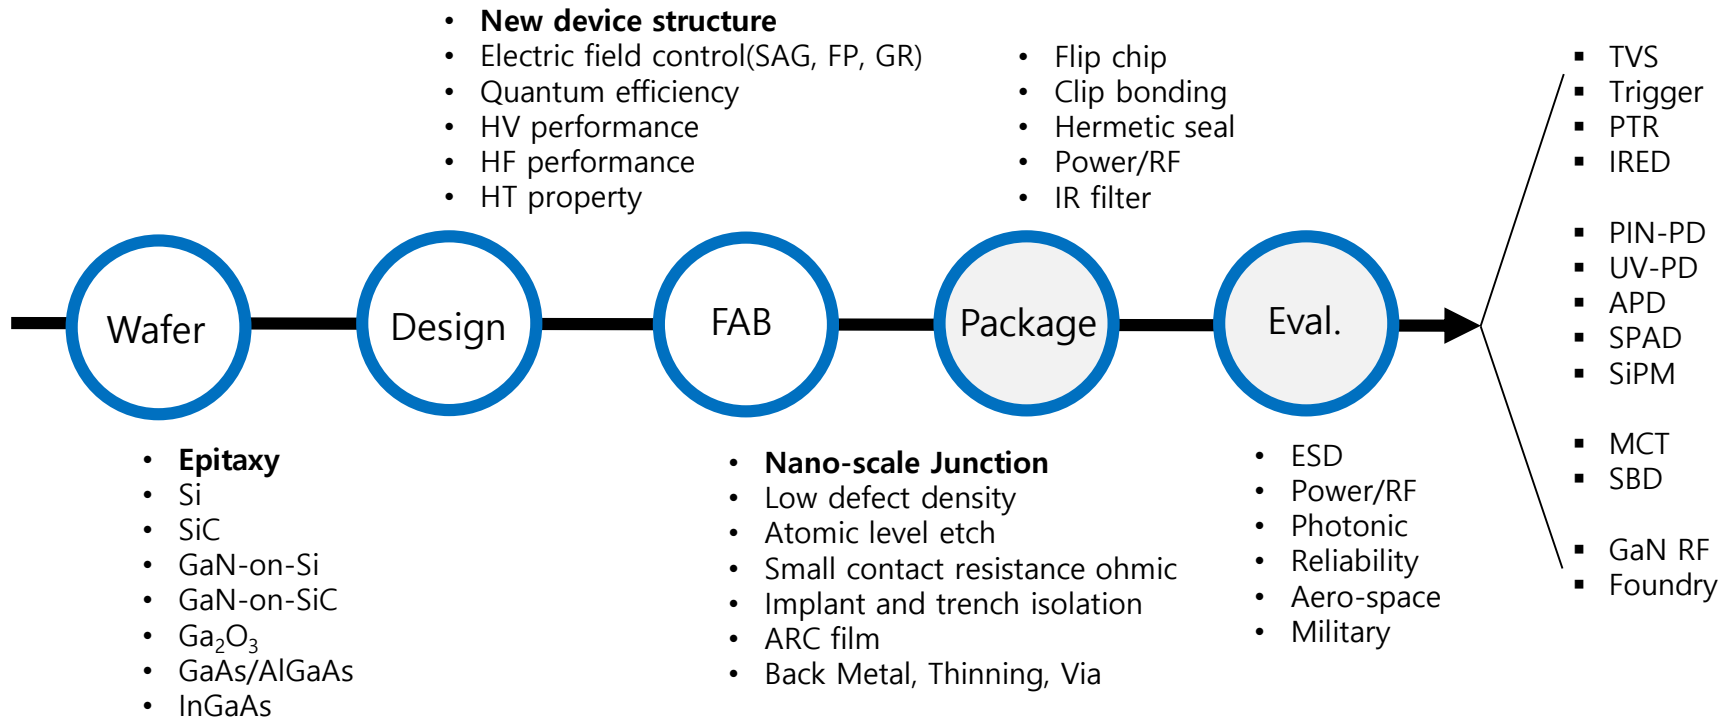 • New device structure
• Electric field control(SAG, FP, GR)
• Quantum efficiency
• HV performance
• HF performance
• HT property
• Flip chip
• Clip bonding
• Hermetic seal
• Power/RF
• IR filter
Wafer
Design
FAB
Package
Eval.
• Epitaxy
• Si
• SiC
• GaN-on-Si
• GaN-on-SiC
• Ga₂O₃
• GaAs/AlGaAs
• InGaAs
• Nano-scale Junction
• Low defect density
• Atomic level etch
• Small contact resistance ohmic
• Implant and trench isolation
• ARC film
• Back Metal, Thinning, Via
• ESD
• Power/RF
• Photonic
• Reliability
• Aero-space
• Military
▪ TVS
▪ Trigger
▪ PTR
▪ IRED
▪ PIN-PD
▪ UV-PD
▪ APD
▪ SPAD
▪ SiPM
▪ MCT
▪ SBD
▪ GaN RF
▪ Foundry